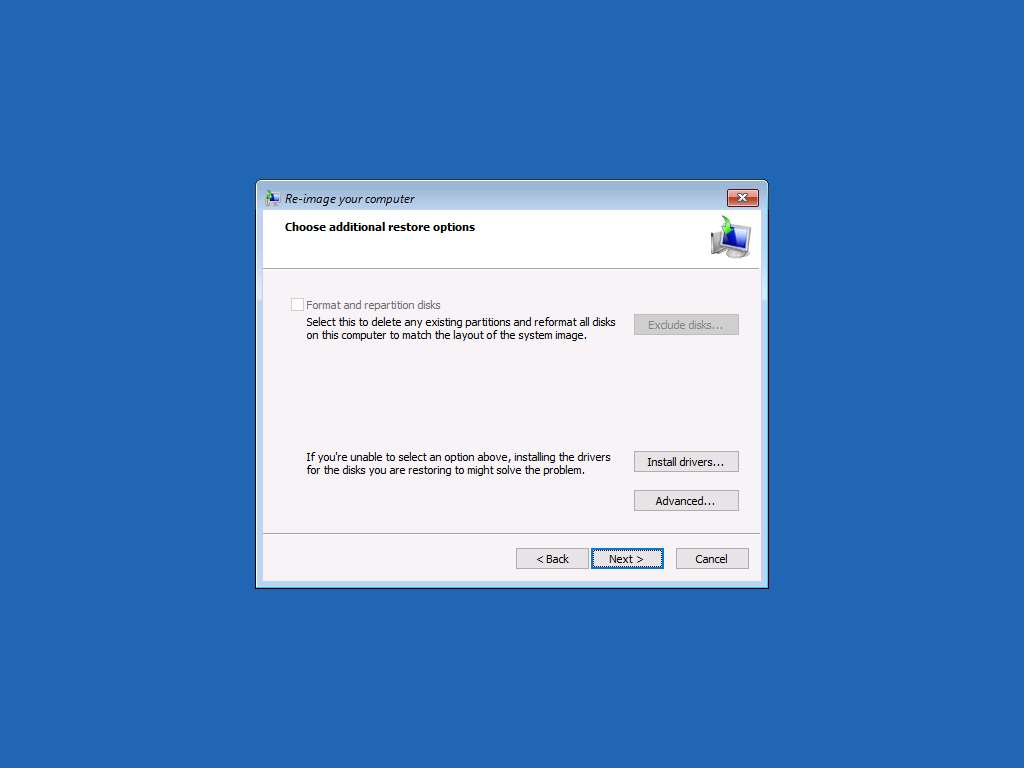 Re-image your computer
Choose additional restore options
Format and repartition disks
Select this to delete any existing partitions and reformat all disks
on this computer to match the layout of the system image.
Exclude disks...
If you're unable to select an option above, installing the drivers
for the disks you are restoring to might solve the problem.
Install drivers...
Advanced...
< Back
Next >
Cancel